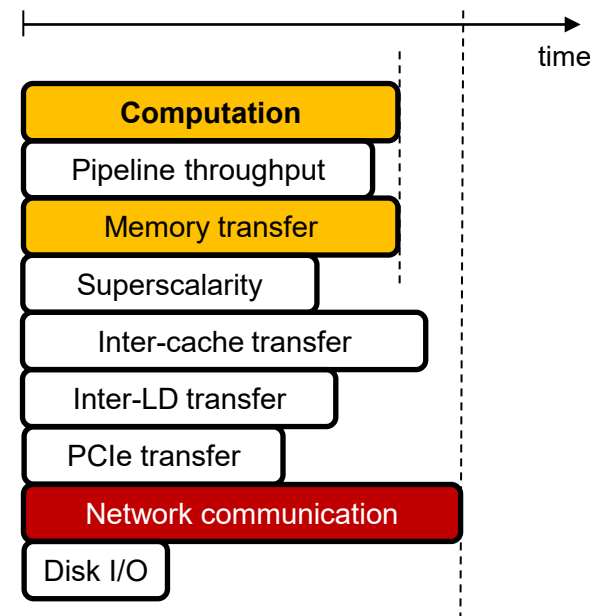 time
Computation
Pipeline throughput
Memory transfer
Superscalarity
Inter-cache transfer
Inter-LD transfer
PCIe transfer
Network communication
Disk I/O